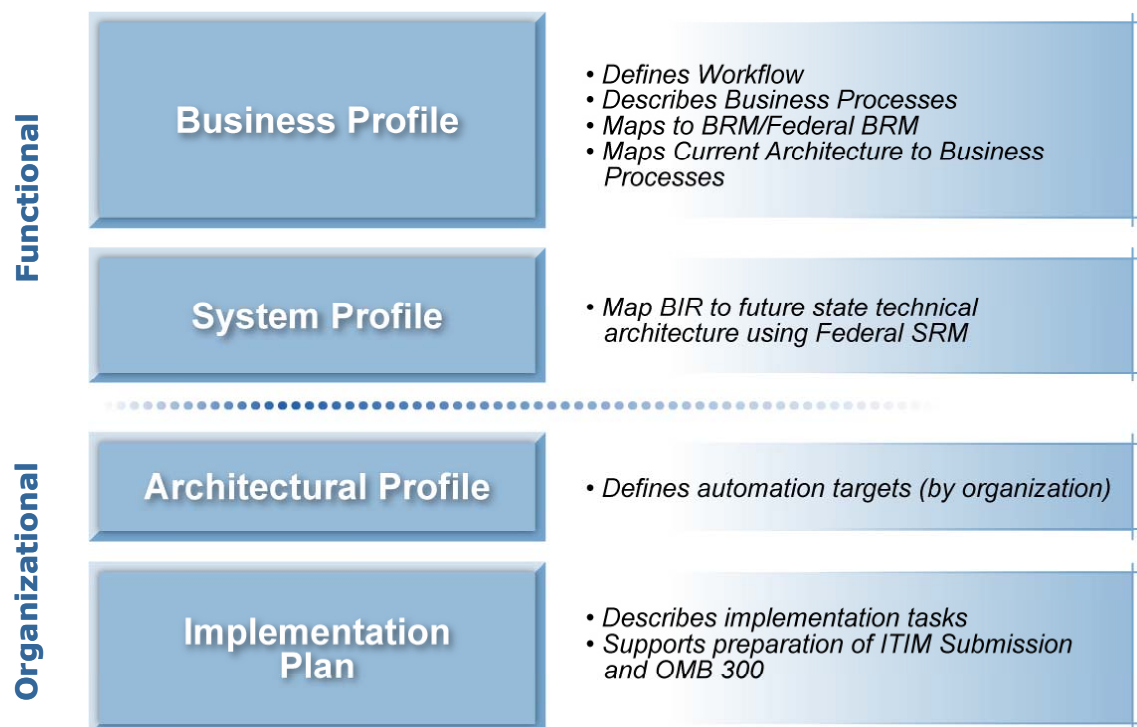 Functional
Business Profile
• Defines Workflow
• Describes Business Processes
• Maps to BRM/Federal BRM
• Maps Current Architecture to Business
Processes
System Profile
• Map BIR to future state technical
architecture using Federal SRM
Organizational
Architectural Profile
• Defines automation targets (by organization)
Implementation
Plan
• Describes implementation tasks
• Supports preparation of ITIM Submission
and OMB 300